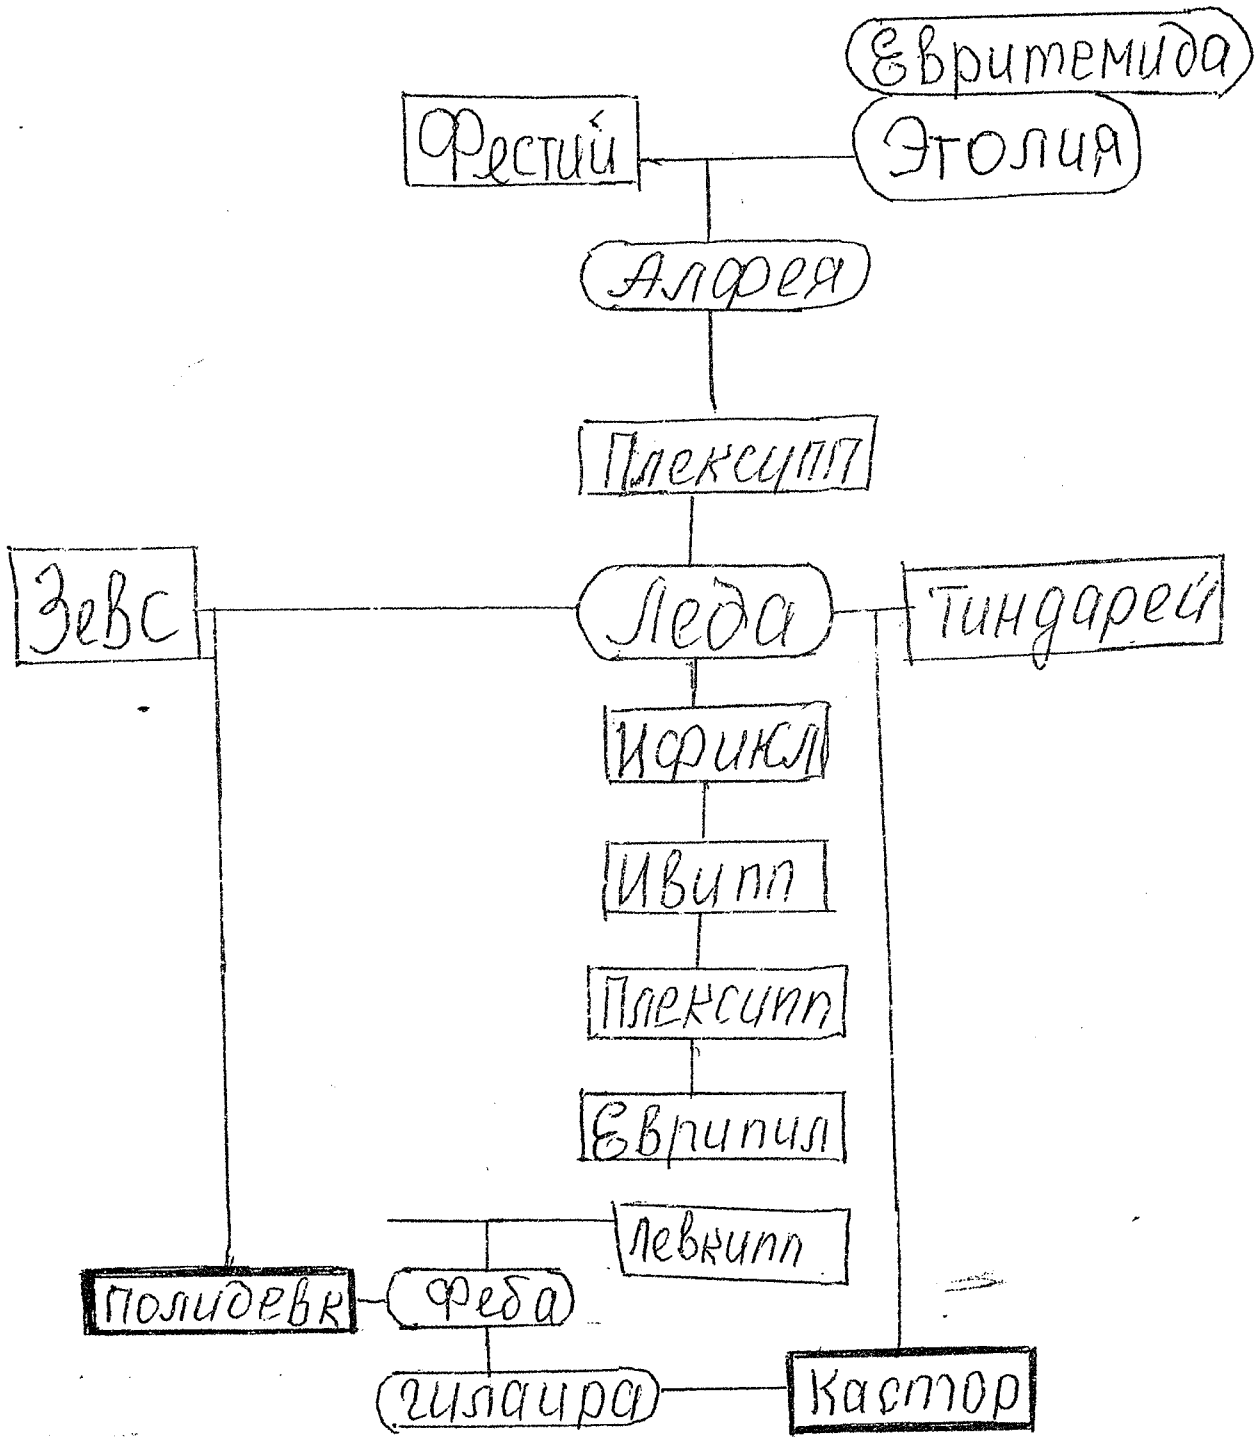 Евритемида
Фестий
Этолия
Алфея
Плексипп
Зевс
Леда
Тиндарей
Ификл
Ивипп
Плексипп
Еврипил
Левкипп
Полидевк
Феба
Гилаира
Кастор